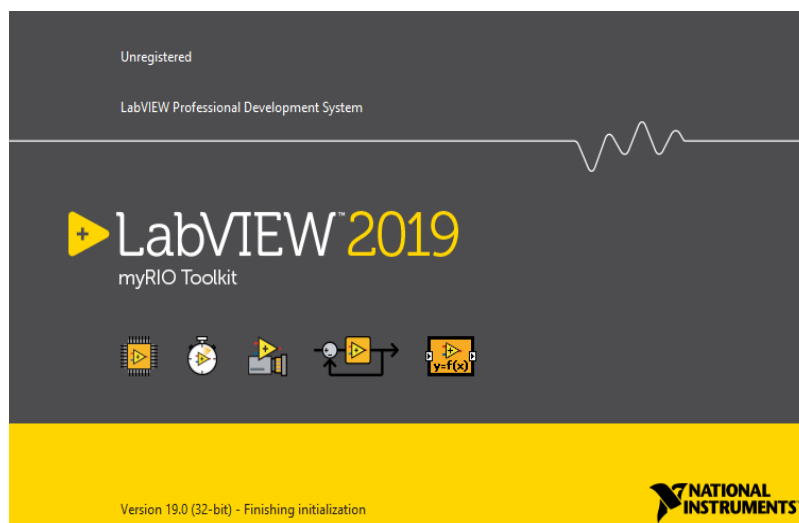 Unregistered
LabVIEW Professional Development System
LabVIEW™ 2019
myRIO Toolkit
y=f(x)
Version 19.0 (32-bit) - Finishing initialization
NATIONAL
INSTRUMENTS